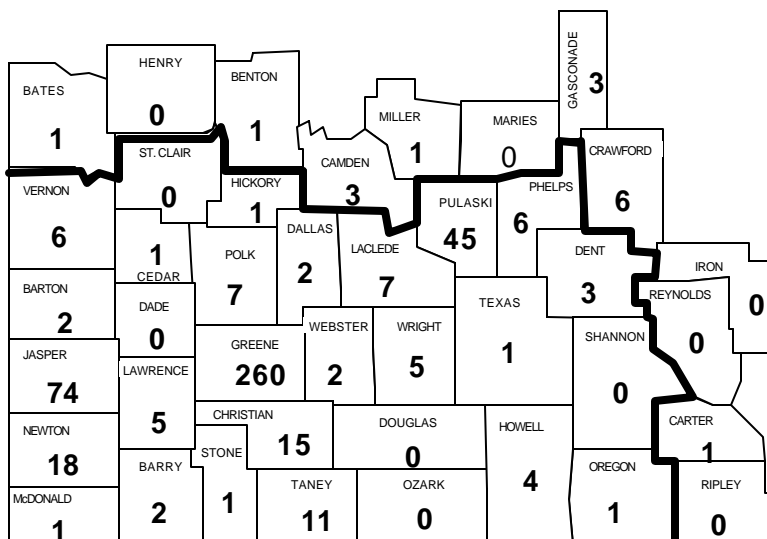 GASCONADE
3
HENRY
0
BENTON
1
BATES
1
MILLER
1
MARIES
0
CRAWFORD
6
ST. CLAIR
0
CAMDEN
3
VERNON
6
HICKORY
1
PULASKI
45
PHELPS
6
DALLAS
2
LACLEDE
7
1
CEDAR
POLK
7
DENT
3
IRON
0
BARTON
2
DADE
0
TEXAS
1
REYNOLDS
0
JASPER
74
GREENE
260
WEBSTER
2
WRIGHT
5
SHANNON
0
LAWRENCE
5
CHRISTIAN
15
DOUGLAS
0
HOWELL
4
CARTER
1
NEWTON
18
BARRY
2
STONE
1
TANEY
11
OZARK
0
OREGON
1
RIPLEY
0
McDONALD
1